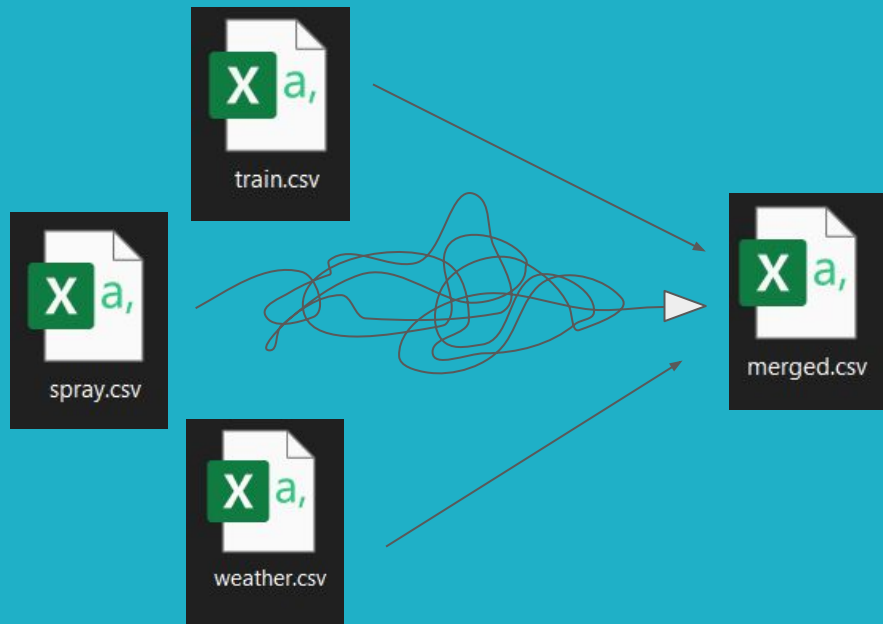 X a,
train.csv
X a,
spray.csv
X a,
merged.csv
X a,
weather.csv